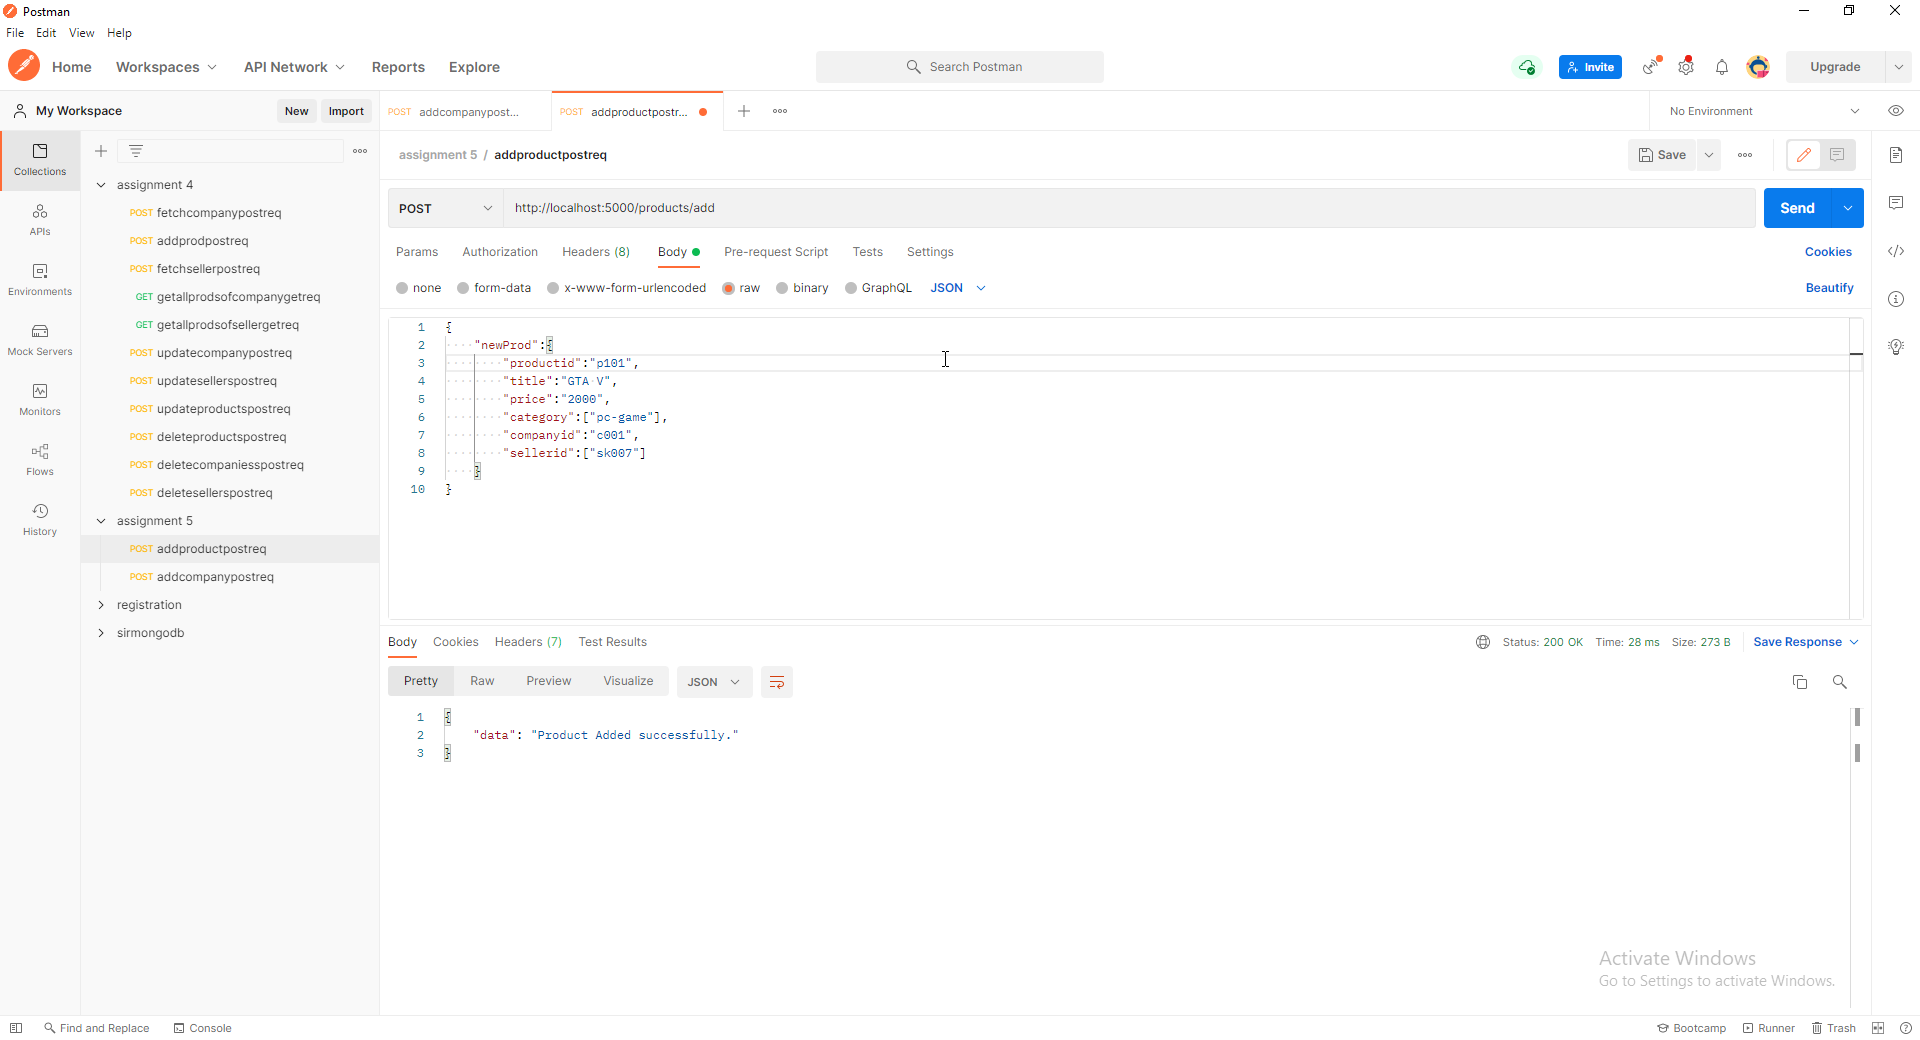 Postman
File Edit View Help
Home Workspaces API Network Reports Explore Search Postman Invite Upgrade
My Workspace New Import POST addcompanypost... POST addproductpostr... No Environment
Collections
APIs
Environments
Mock Servers
Monitors
Flows
History
assignment 4
POST fetchcompanypostreq
POST addprodpostreq
POST fetchsellerpostreq
GET getallprodsofcompanygetreq
GET getallprodsofsellergetreq
POST updatecompanypostreq
POST updatesellerspostreq
POST updateproductspostreq
POST deleteproductspostreq
POST deletecompaniesspostreq
POST deletesellerspostreq
assignment 5
POST addproductpostreq
POST addcompanypostreq
registration
sirmongodb
assignment 5 / addproductpostreq Save
POST http://localhost:5000/products/add Send
Params Authorization Headers (8) Body Pre-request Script Tests Settings Cookies
none form-data x-www-form-urlencoded raw binary GraphQL JSON Beautify
1 {
2 "newProd":{
3 "productid":"p101",
4 "title":"GTA V",
5 "price":"2000",
6 "category":["pc-game"],
7 "companyid":"c001",
8 "sellerid":["sk007"]
9 }
10 }
Body Cookies Headers (7) Test Results Status: 200 OK Time: 28 ms Size: 273 B Save Response
Pretty Raw Preview Visualize JSON
1 {
2 "data": "Product Added successfully."
3 }
Activate Windows
Go to Settings to activate Windows.
Find and Replace Console Bootcamp Runner Trash